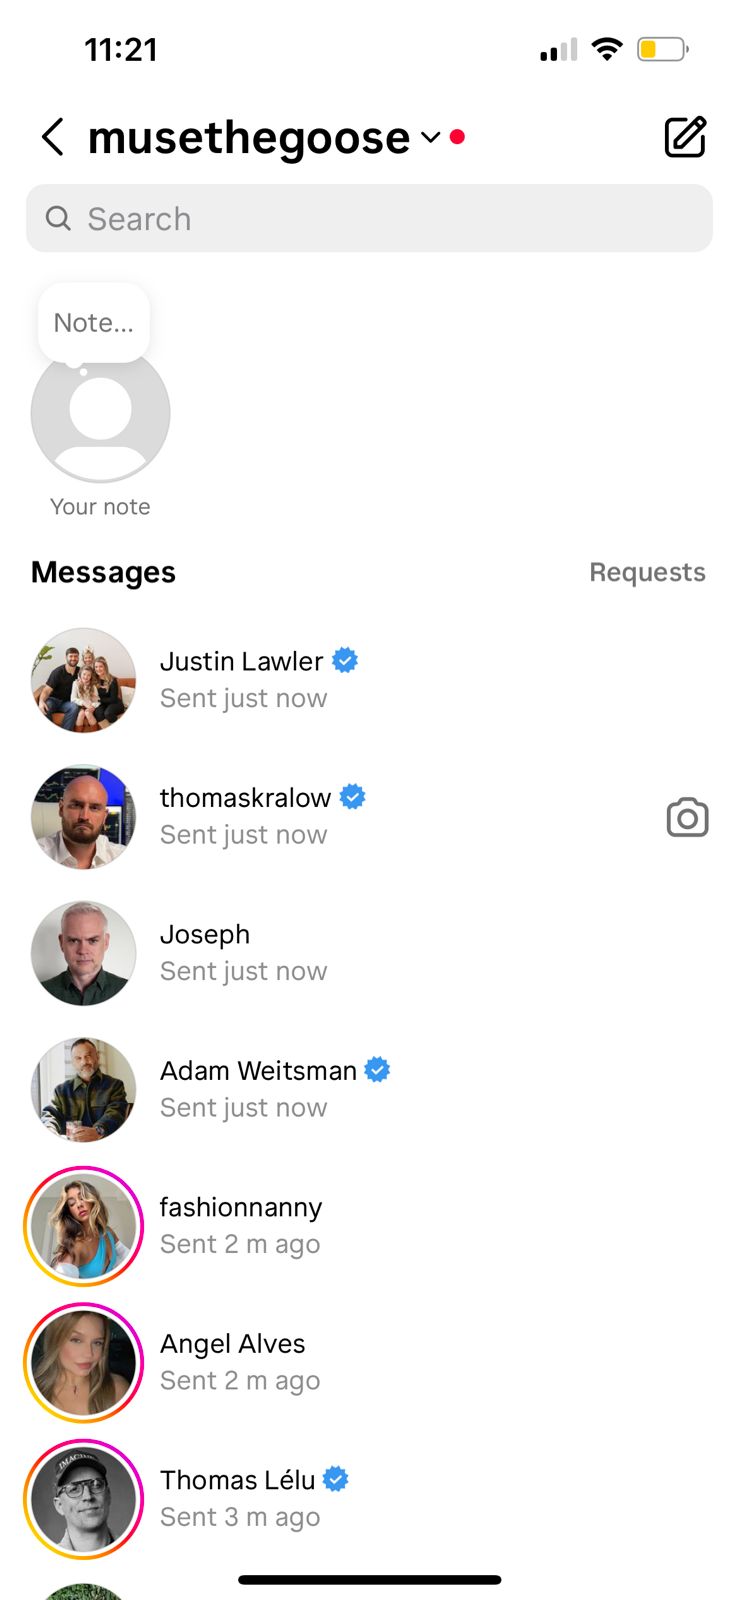 11:21
musethegoose
Search
Note...
Your note
Messages
Requests
Justin Lawler
Sent just now
thomaskralow
Sent just now
Joseph
Sent just now
Adam Weitsman
Sent just now
fashionnanny
Sent 2 m ago
Angel Alves
Sent 2 m ago
Thomas Lélu
Sent 3 m ago